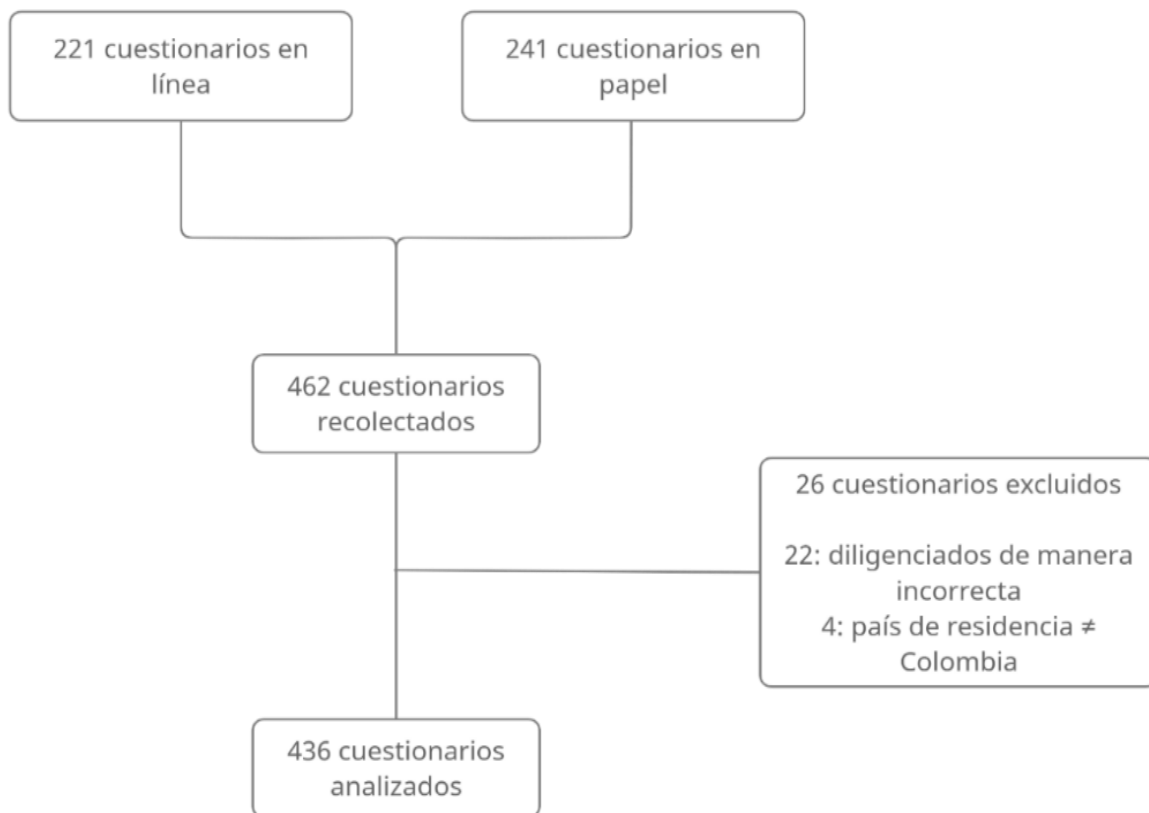 221 cuestionarios en
línea
241 cuestionarios en
papel
462 cuestionarios
recolectados
26 cuestionarios excluidos
22: diligenciados de manera
incorrecta
4: país de residencia ≠
Colombia
436 cuestionarios
analizados